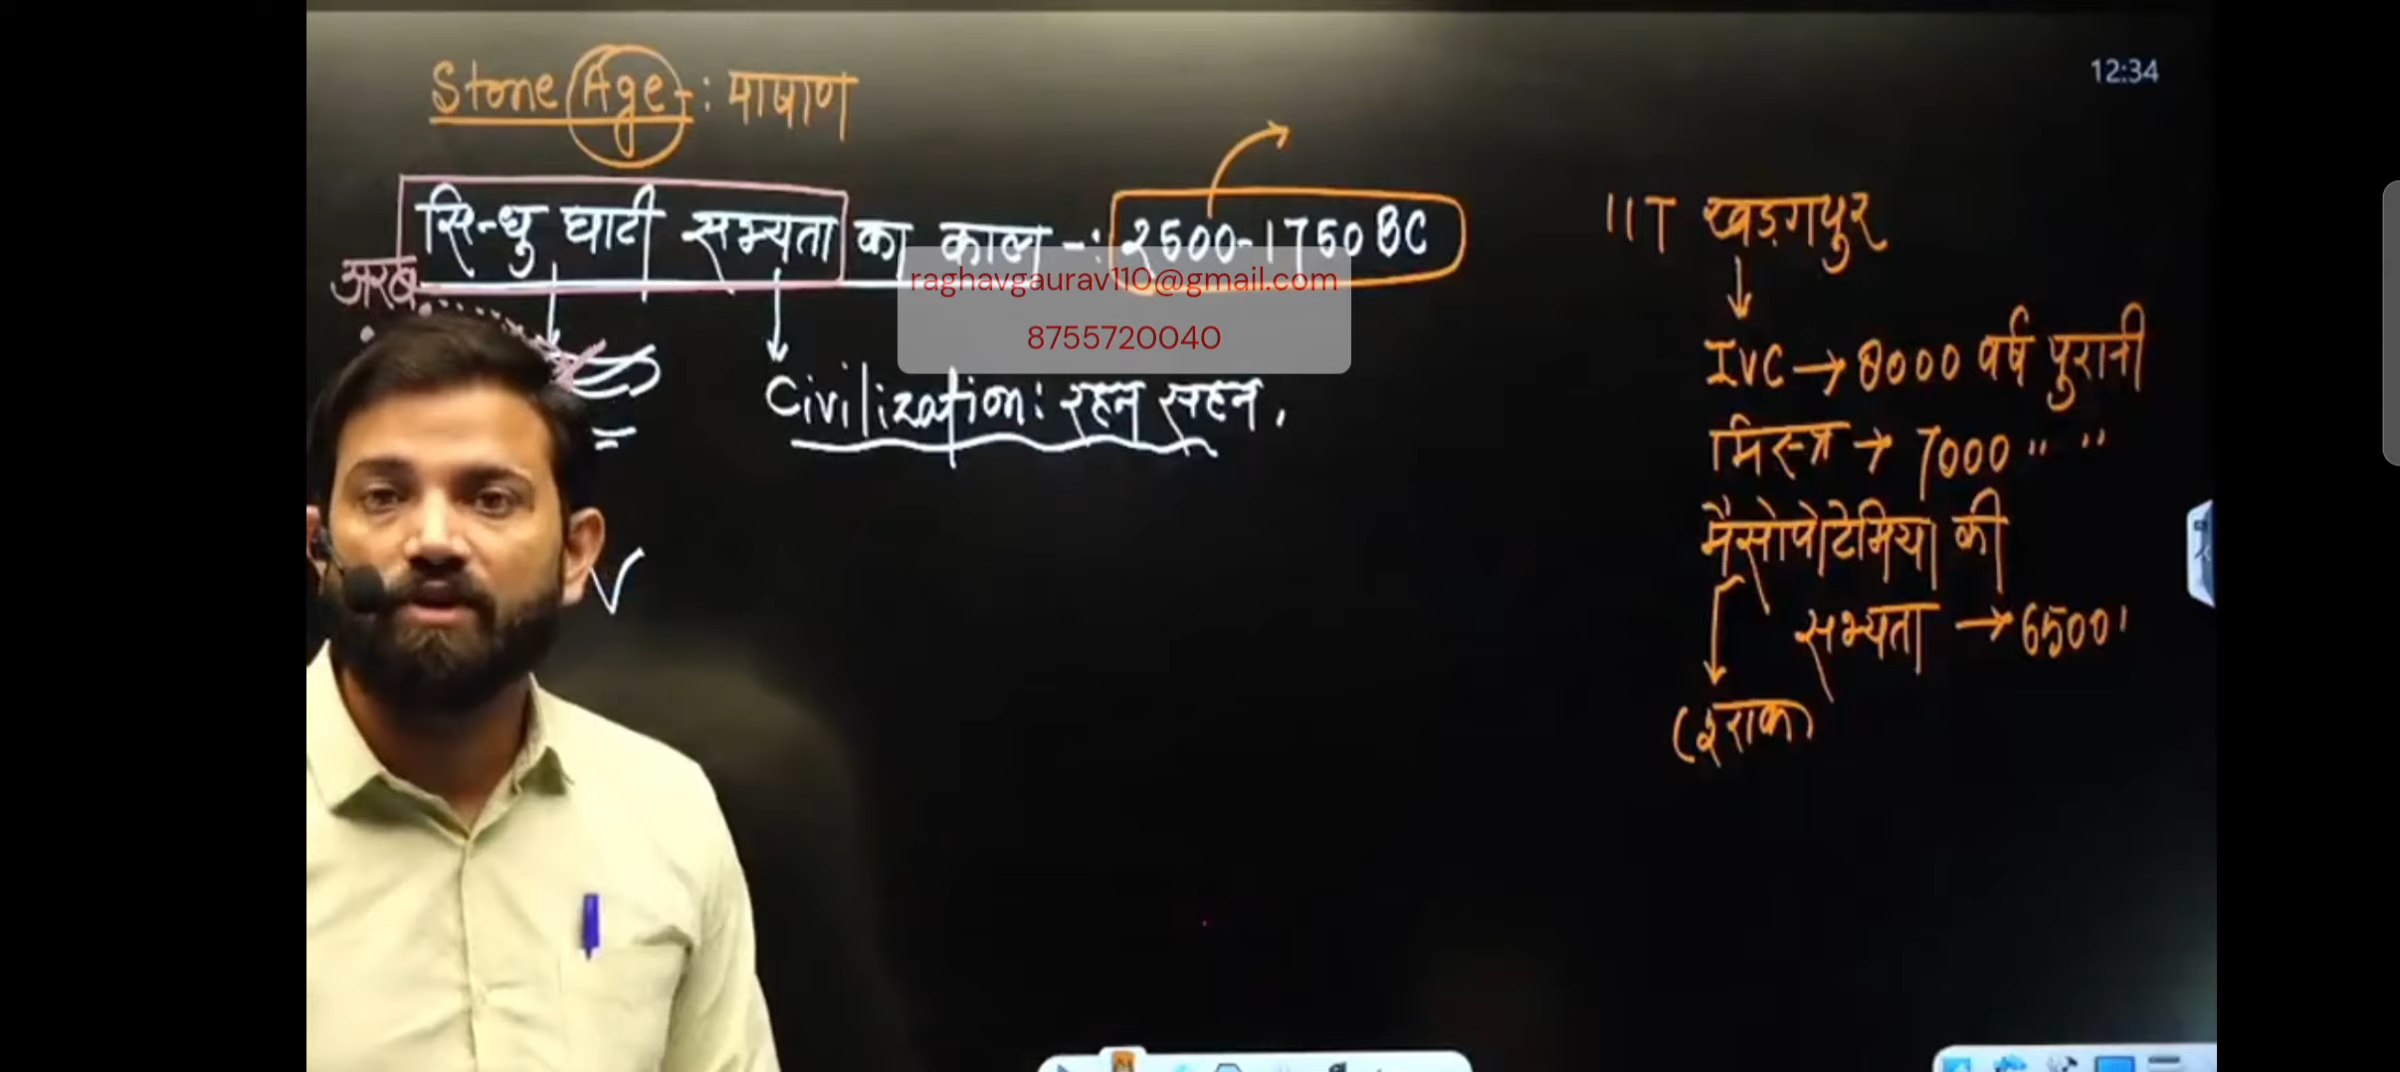 12:34
Stone Age : पाषाण
सिन्धु घाटी सभ्यता का काल -: 2500-1750 BC
अरब
raghavgaurav110@gmail.com
8755720040
Civilization : रहन सहन .
IIT खड़गपुर
IVC → 8000 वर्ष पुरानी
मिस्त्र → 7000 " "
मैसोपोटेमिया की
सभ्यता → 6500 '
(इराक)